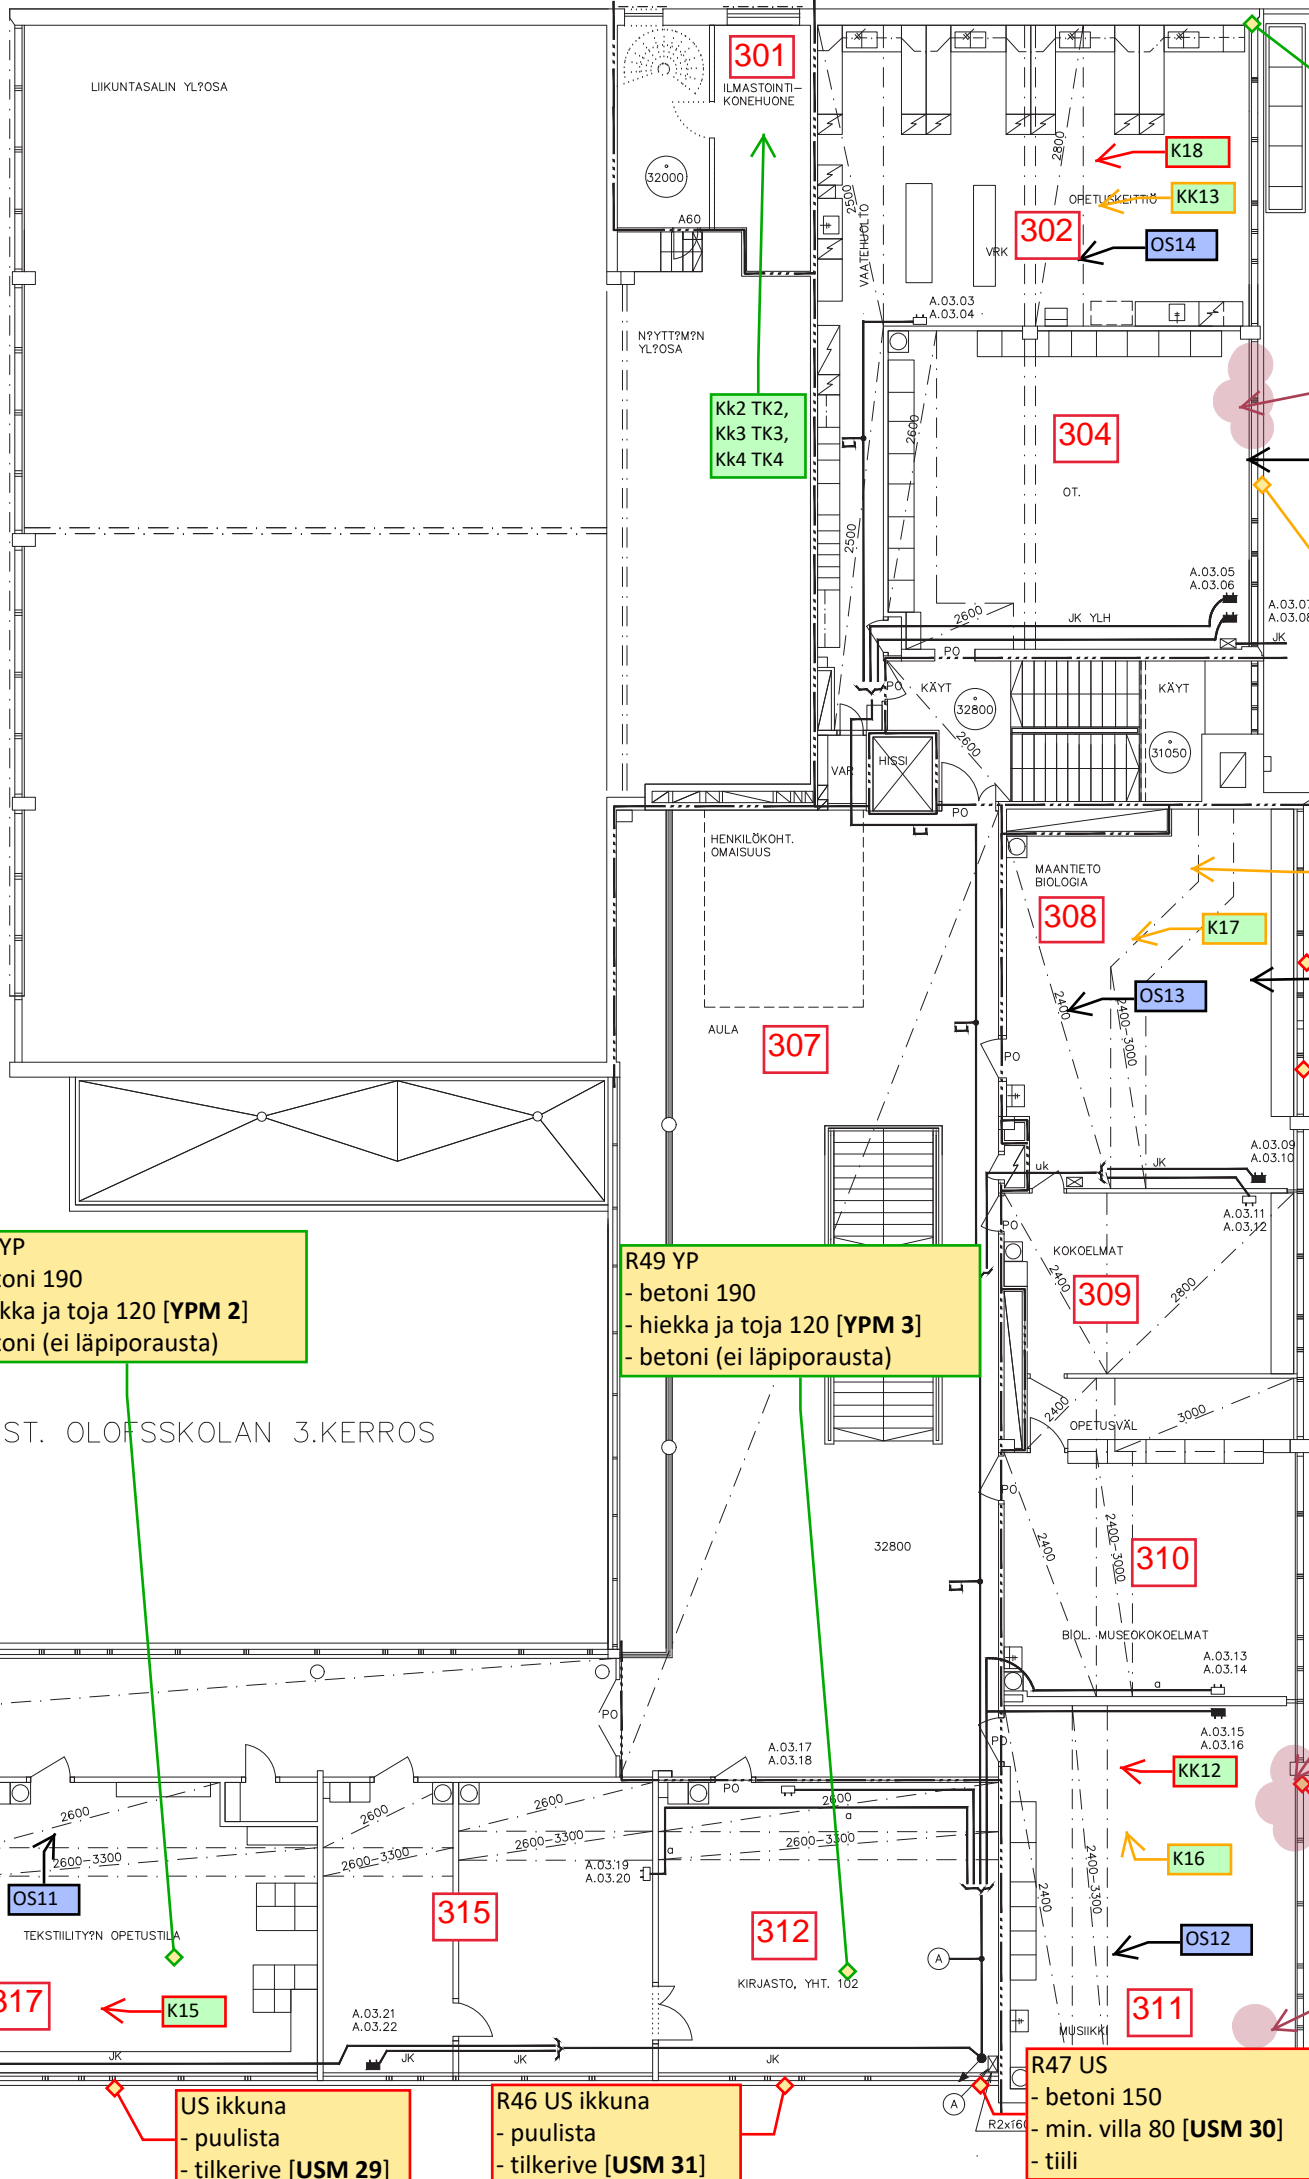 LIIKUNTASALIN YL?OSA
301
ILMASTOINTI-
KONEHUONE
32000
A60
N?YTT?M?N
YL?OSA
Kk2 TK2,
Kk3 TK3,
Kk4 TK4
2500
VAATEHUOLTO
2800
K18
OPETUSKEITTIÖ
KK13
302
VRK
OS14
A.03.03
A.03.04
2600
304
OT.
2500
A.03.05
A.03.06
A.03.07
A.03.08
2600
JK YLH
JK
PO
PO
KÄYT
32800
KÄYT
2600
31050
VAR
HISSI
PO
HENKILÖKOHT.
OMAISUUS
MAANTIETO
BIOLOGIA
308
K17
OS13
2400
2400-3000
AULA
307
PO
A.03.09
A.03.10
uk
JK
A.03.11
A.03.12
PO
KOKOELMAT
2400
309
2800
YP
toni 190
kka ja toja 120 [YPM 2]
toni (ei läpiporausta)
R49 YP
- betoni 190
- hiekka ja toja 120 [YPM 3]
- betoni (ei läpiporausta)
2400
OPETUSVÄL
3000
ST. OLOFSSKOLAN 3.KERROS
PO
2400
2400-3000
310
32800
BIOL. MUSEOKOKOELMAT
A.03.13
A.03.14
a
PO
A.03.15
A.03.16
PO
A.03.17
A.03.18
PO
KK12
2600
2600
2600
2600
a
2600-3300
2600-3300
2600-3300
2600-3300
a
K16
2400
2400-3300
A.03.19
A.03.20
OS11
315
312
TEKSTIILITY?N OPETUSTILA
OS12
A
KIRJASTO, YHT. 102
317
K15
A.03.21
A.03.22
311
MUSIIKKI
JK
JK
JK
JK
A
R2x160
US ikkuna
- puulista
- tilkerive [USM 29]
R46 US ikkuna
- puulista
- tilkerive [USM 31]
R47 US
- betoni 150
- min. villa 80 [USM 30]
- tiili